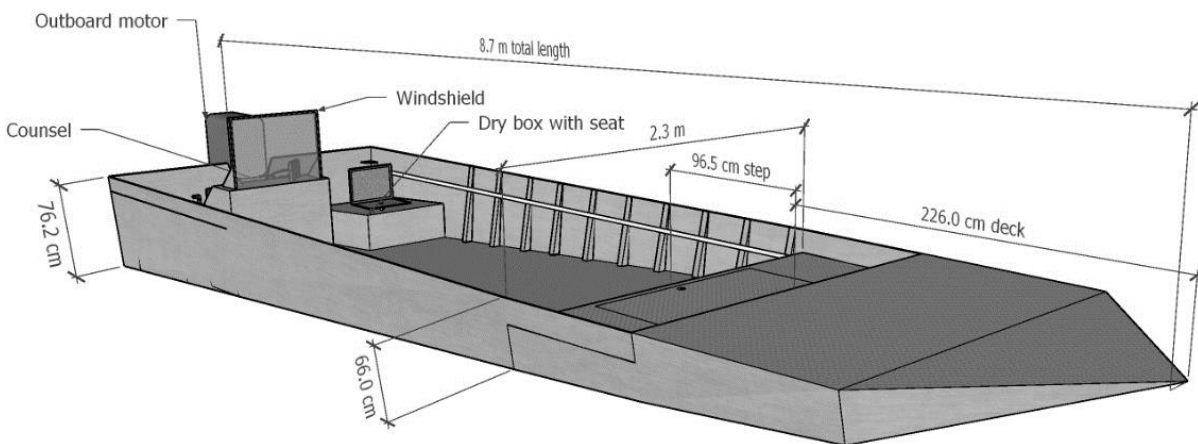 Outboard motor
8.7 m total length
Windshield
Counsel
Dry box with seat
2.3 m
96.5 cm step
76.2 cm
226.0 cm deck
66.0 cm